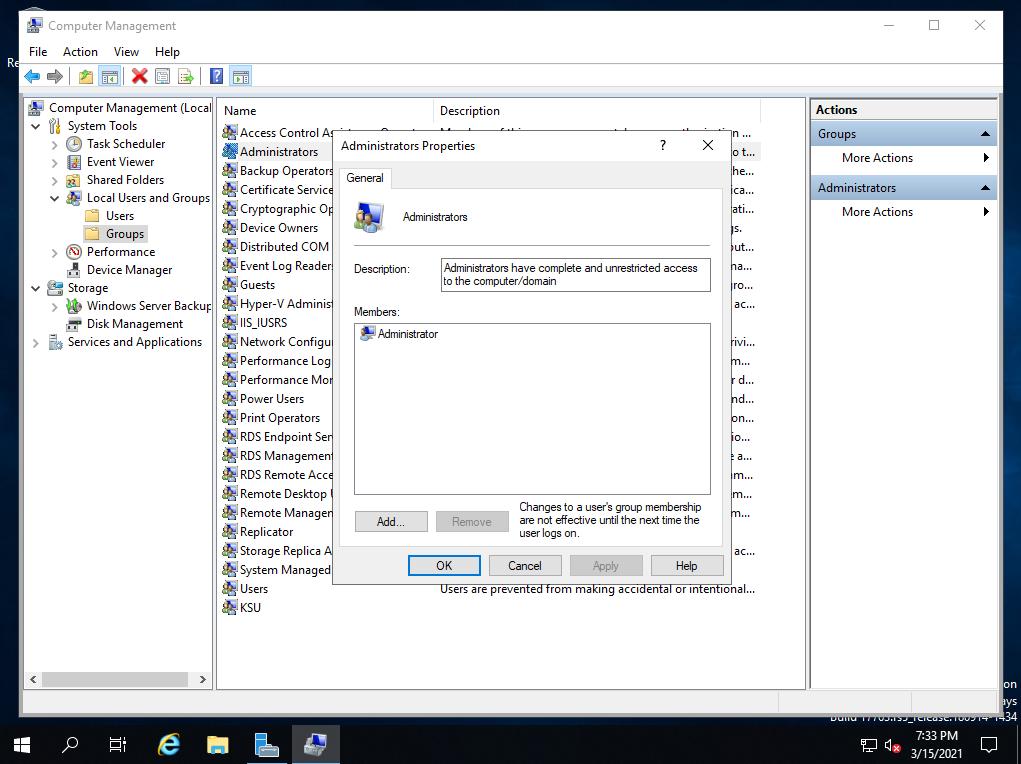 Computer Management
File Action View Help
Computer Management (Local
System Tools
Task Scheduler
Event Viewer
Shared Folders
Local Users and Groups
Users
Groups
Performance
Device Manager
Storage
Windows Server Backup
Disk Management
Services and Applications
Name Description
Access Control
Administrators
Backup Operators
Certificate Service
Cryptographic Op
Device Owners
Distributed COM
Event Log Readers
Guests
Hyper-V Administ
IIS_IUSRS
Network Configu
Performance Log
Performance Mor
Power Users
Print Operators
RDS Endpoint Ser
RDS Management
RDS Remote Acce
Remote Desktop
Remote Manager
Replicator
Storage Replica A
System Managed
Users Users are prevented from making accidental or intentional...
KSU
Administrators Properties
?
General
Administrators
Description: Administrators have complete and unrestricted access
to the computer/domain
Members:
Administrator
Add... Remove
Changes to a user's group membership
are not effective until the next time the
user logs on.
OK Cancel Apply Help
Actions
Groups
More Actions
Administrators
More Actions
7:33 PM
3/15/2021